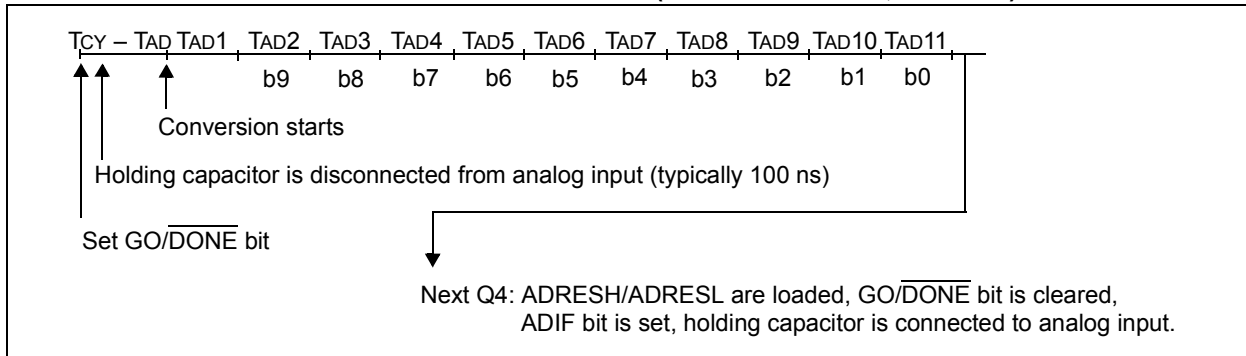 TCY – TAD TAD1 TAD2 TAD3 TAD4 TAD5 TAD6 TAD7 TAD8 TAD9 TAD10 TAD11
b9 b8 b7 b6 b5 b4 b3 b2 b1 b0
Conversion starts
Holding capacitor is disconnected from analog input (typically 100 ns)
Set GO/DONE bit
Next Q4: ADRESH/ADRESL are loaded, GO/DONE bit is cleared,
ADIF bit is set, holding capacitor is connected to analog input.